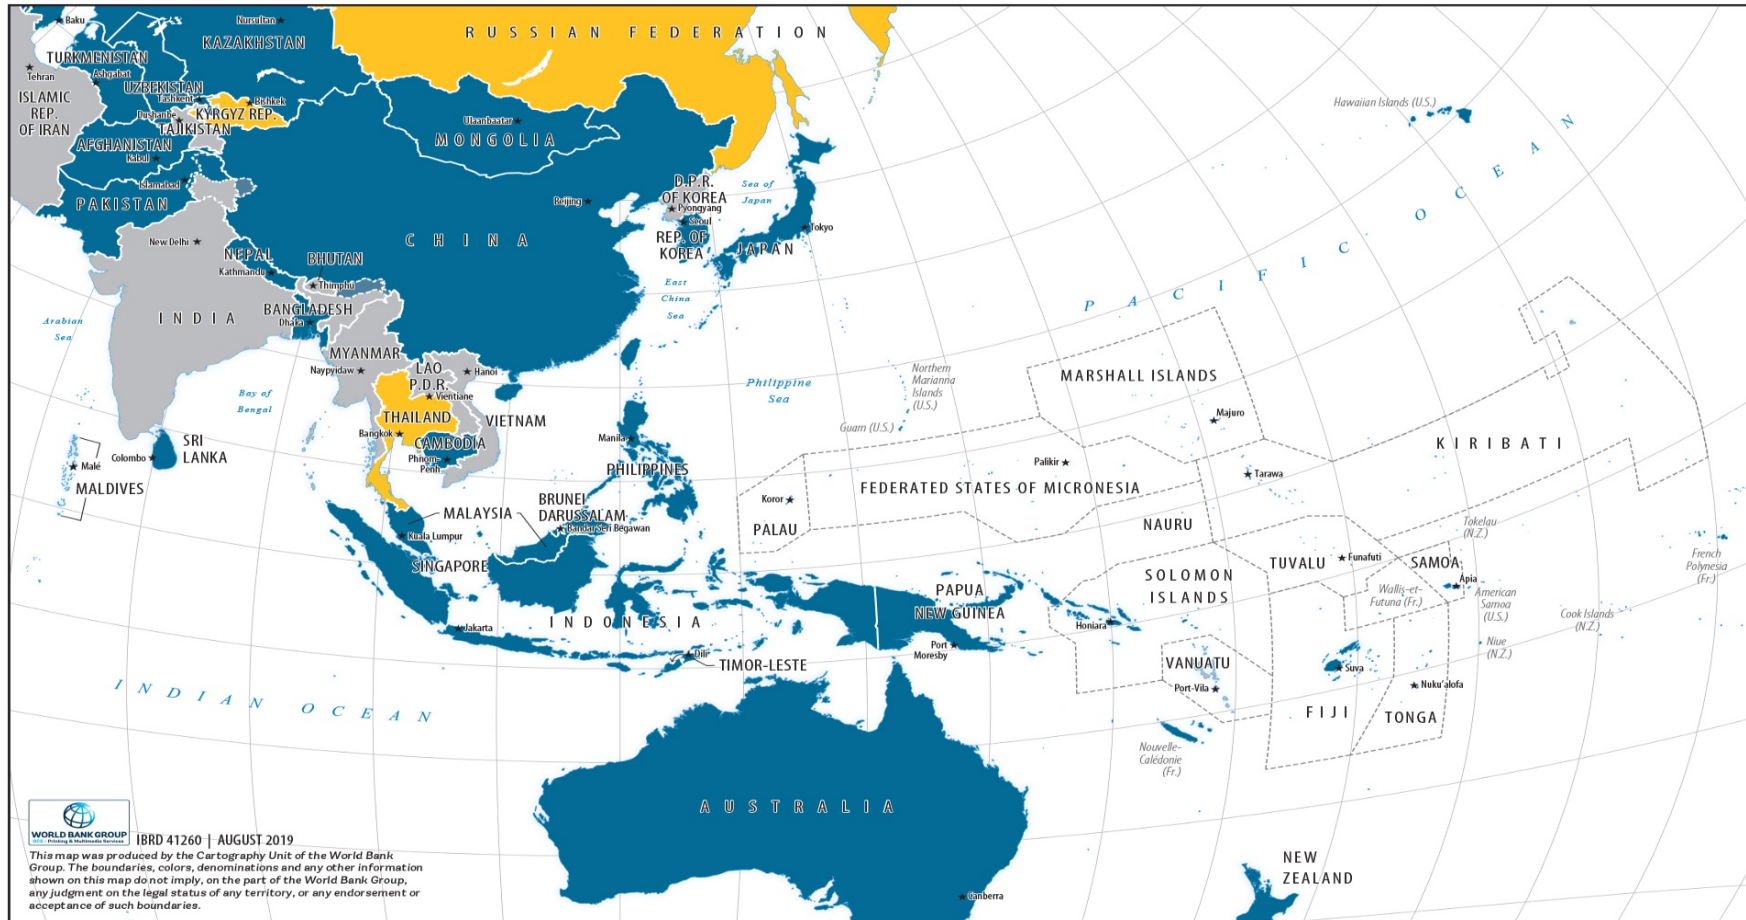 Baku
Nursultan
RUSSIAN FEDERATION
KAZAKHSTAN
TURKMENISTAN
Tehran
Ashgabat
UZBEKISTAN
Tashkent
Bishkek
ISLAMIC
REP.
OF IRAN
Dushanbe
KYRGYZ REP.
TAJIKISTAN
Ulaanbaatar
MONGOLIA
Hawaiian Islands (U.S.)
AFGHANISTAN
Kabul
Islamabad
PAKISTAN
D.P.R.
OF KOREA
Pyongyang
Sea of
Japan
Beijing
Seoul
REP. OF
KOREA
JAPAN
Tokyo
PACIFIC OCEAN
New Delhi
CHINA
NEPAL
Kathmandu
BHUTAN
Thimphu
East
China
Sea
BANGLADESH
Dhaka
INDIA
Arabian
Sea
MYANMAR
Naypyidaw
LAO
P.D.R.
Hanoi
Vientiane
Bay of
Bengal
Philippine
Sea
Northern
Marianna
Islands
(U.S.)
MARSHALL ISLANDS
Majuro
THAILAND
VIETNAM
Bangkok
CAMBODIA
Phnom-
Penh
Manila
Guam (U.S.)
KIRIBATI
SRI
LANKA
Colombo
Malé
MALDIVES
PHILIPPINES
Palikir
Tarawa
FEDERATED STATES OF MICRONESIA
Koror
PALAU
BRUNEI
DARUSSALAM
Bandar Seri Begawan
MALAYSIA
Kuala Lumpur
NAURU
Tokelau
(N.Z.)
SINGAPORE
TUVALU
Funafuti
SAMOA
Apia
French
Polynesia
(Fr.)
SOLOMON
ISLANDS
Wallis-et-
Futuna (Fr.)
American
Samoa
(U.S.)
PAPUA
NEW GUINEA
Cook Islands
(N.Z.)
Jakarta
INDONESIA
Honiara
Port
Moresby
Niue
(N.Z.)
Dili
TIMOR-LESTE
VANUATU
Port-Vila
Suva
Nuku'alofa
INDIAN OCEAN
FIJI
TONGA
Nouvelle-
Calédonie
(Fr.)
AUSTRALIA
Canberra
NEW
ZEALAND
WORLD BANK GROUP
IBRD 41260 | AUGUST 2019
This map was produced by the Cartography Unit of the World Bank
Group. The boundaries, colors, denominations and any other information
shown on this map do not imply, on the part of the World Bank Group,
any judgment on the legal status of any territory, or any endorsement or
acceptance of such boundaries.